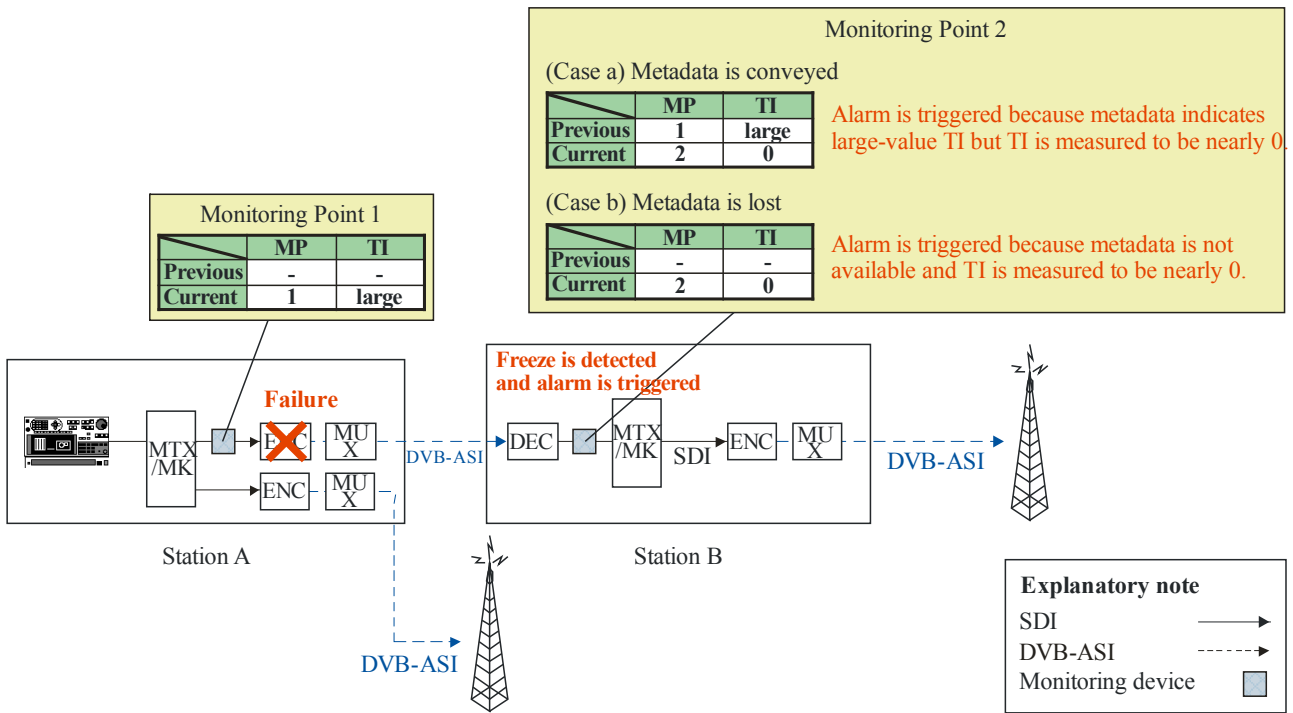 Monitoring Point 2
(Case a) Metadata is conveyed
MP TI
Previous 1 large
Current 2 0
Alarm is triggered because metadata indicates
large-value TI but TI is measured to be nearly 0.
(Case b) Metadata is lost
MP TI
Previous - -
Current 2 0
Alarm is triggered because metadata is not
available and TI is measured to be nearly 0.
Monitoring Point 1
MP TI
Previous - -
Current 1 large
Freeze is detected
and alarm is triggered
Failure
MTX
/MK
ENC
MU
X
DVB-ASI
ENC
MU
X
DEC
MTX
/MK
SDI
ENC
MU
X
DVB-ASI
Station A
Station B
DVB-ASI
Explanatory note
SDI
DVB-ASI
Monitoring device